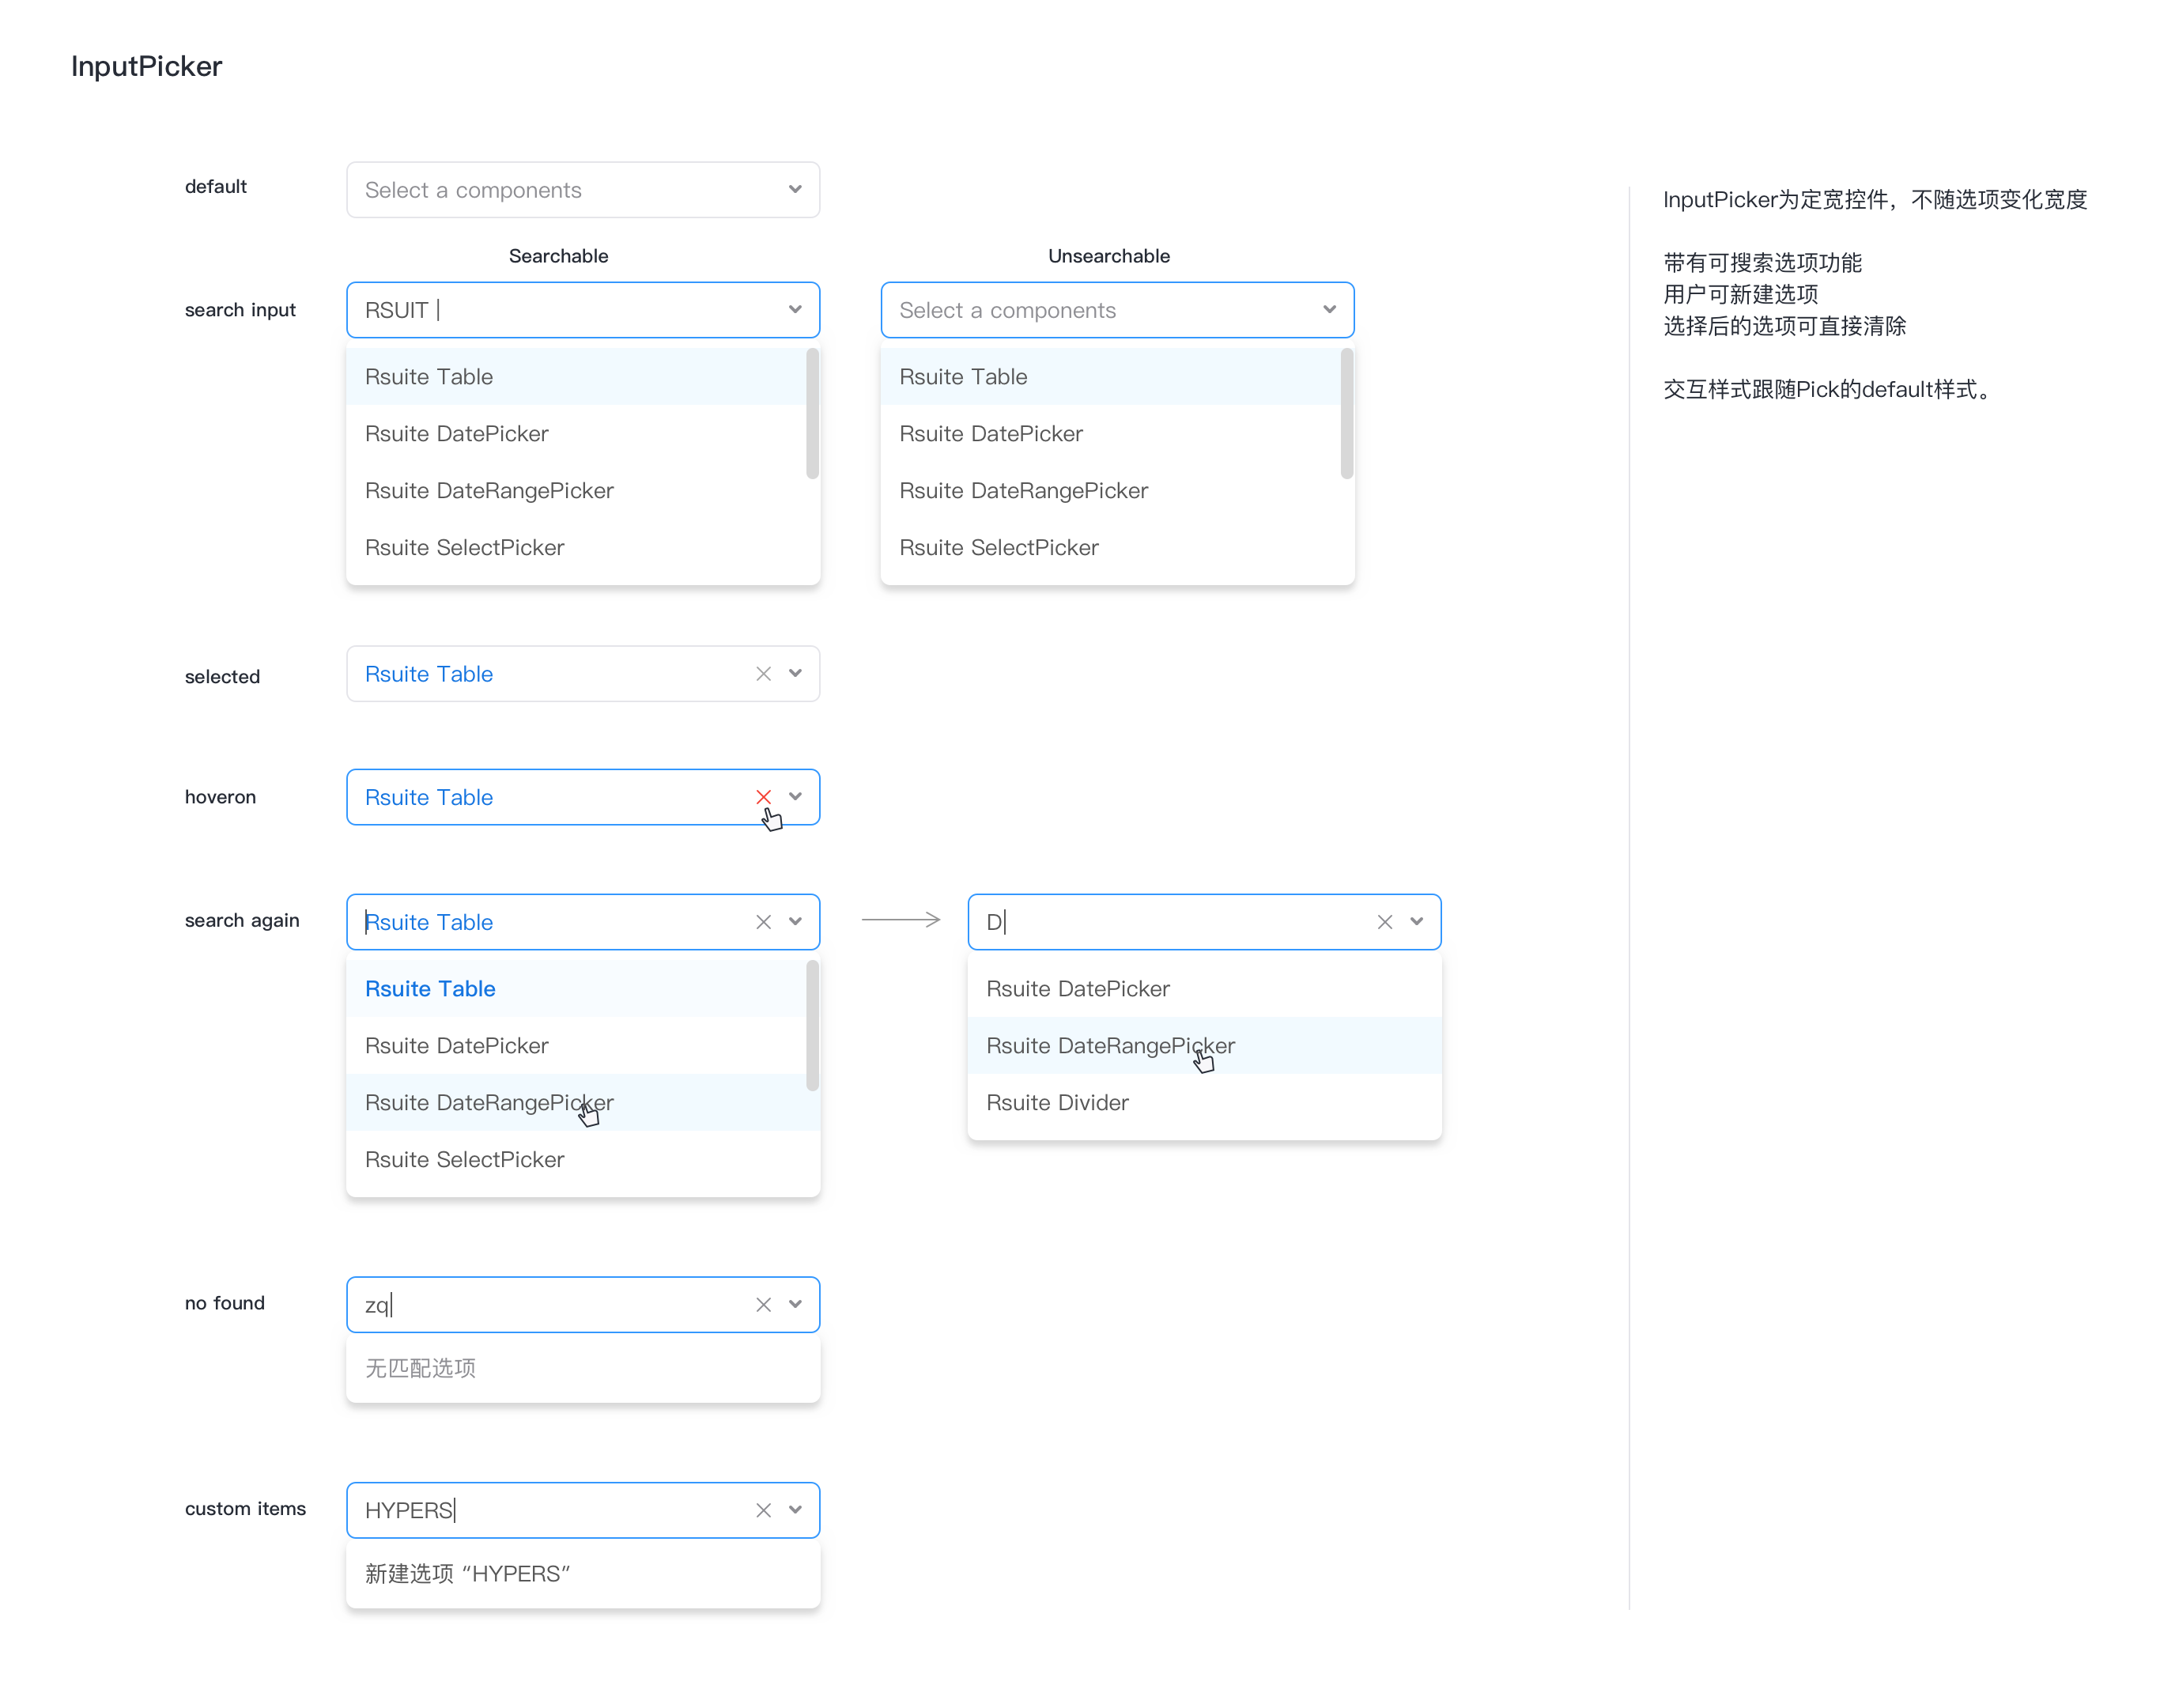 InputPicker
default
Select a components
Searchable
Unsearchable
search input
RSUIT
Select a components
Rsuite Table
Rsuite DatePicker
Rsuite DateRangePicker
Rsuite SelectPicker
Rsuite Table
Rsuite DatePicker
Rsuite DateRangePicker
Rsuite SelectPicker
selected
Rsuite Table
hoveron
Rsuite Table
search again
Rsuite Table
Rsuite Table
Rsuite DatePicker
Rsuite DateRangePicker
Rsuite SelectPicker
D
Rsuite DatePicker
Rsuite DateRangePicker
Rsuite Divider
no found
zq
无匹配选项
custom items
HYPERS
新建选项 “HYPERS”
InputPicker为定宽控件，不随选项变化宽度
带有可搜索选项功能
用户可新建选项
选择后的选项可直接清除
交互样式跟随Pick的default样式。